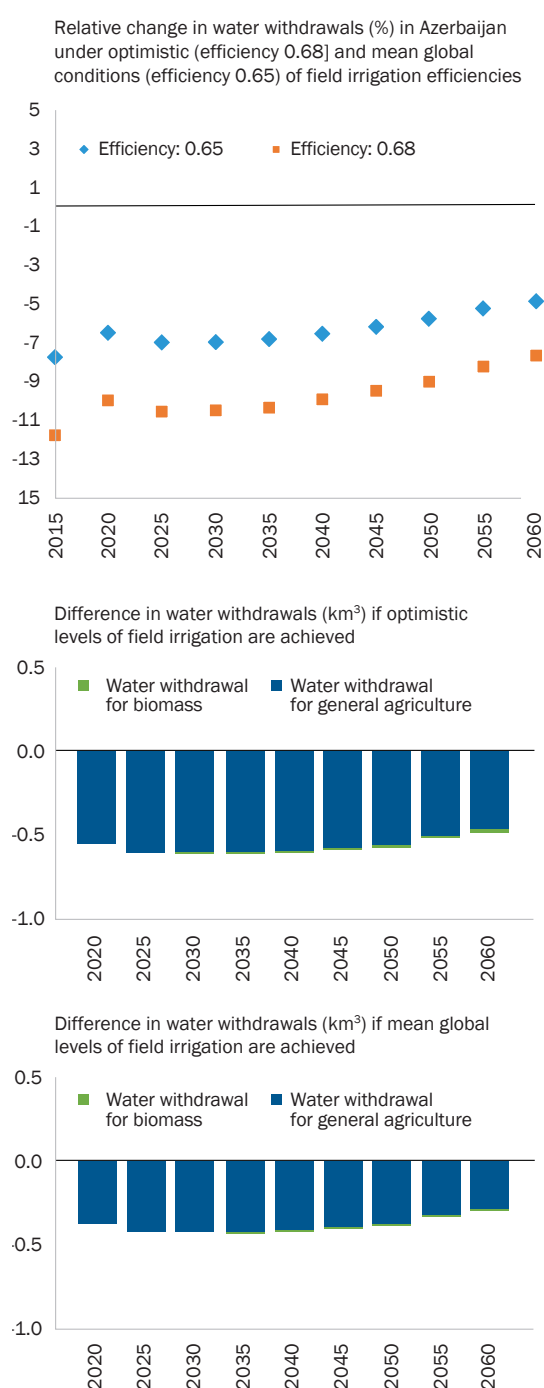 Relative change in water withdrawals (%) in Azerbaijan
under optimistic (efficiency 0.68] and mean global
conditions (efficiency 0.65) of field irrigation efficiencies
5
3
1
-1
-3
-5
-7
-9
-11
-13
15
Efficiency: 0.65
Efficiency: 0.68
2015
2020
2025
2030
2035
2040
2045
2050
2055
2060
Difference in water withdrawals (km³) if optimistic
levels of field irrigation are achieved
0.5
0.0
-0.5
-1.0
Water withdrawal
for biomass
Water withdrawal
for general agriculture
2020
2025
2030
2035
2040
2045
2050
2055
2060
Difference in water withdrawals (km³) if mean global
levels of field irrigation are achieved
0.5
0.0
-0.5
-1.0
Water withdrawal
for biomass
Water withdrawal
for general agriculture
2020
2025
2030
2035
2040
2045
2050
2055
2060